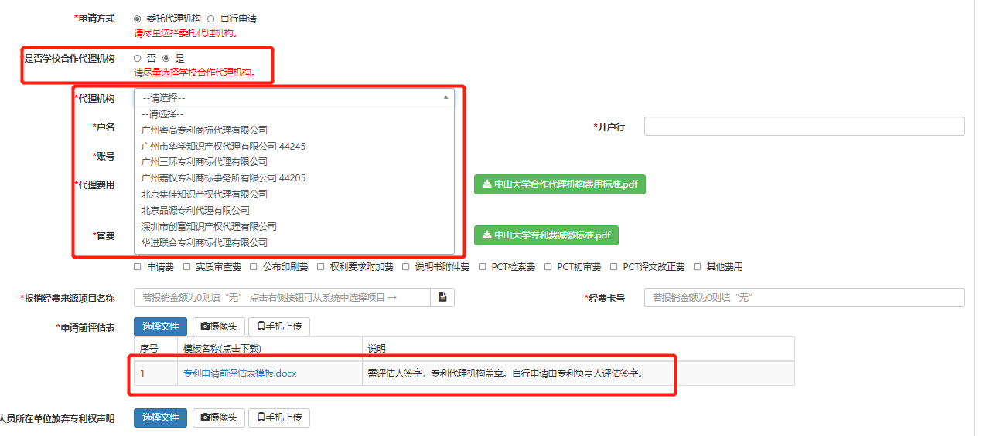 *申请方式 委托代理机构 自行申请
请尽量选择委托代理机构。
*是否学校合作代理机构 否 是
请尽量选择学校合作代理机构。
*代理机构 --请选择--
--请选择--
*户名 广州粤高专利商标代理有限公司 *开户行
广州市华学知识产权代理有限公司 44245
*账号
广州三环专利商标代理有限公司
广州嘉权专利商标事务所有限公司 44205
*代理费用 中山大学合作代理机构费用标准.pdf
北京集佳知识产权代理有限公司
北京品源专利代理有限公司
深圳市创富知识产权代理有限公司
*官费 中山大学专利费减缴标准.pdf
华进联合专利商标代理有限公司
申请费 实质审查费 公布印刷费 权利要求附加费 说明书附件费 PCT检索费 PCT初审费 PCT译文改正费 其他费用
*报销经费来源项目名称 若报销金额为0则填“无” 点击右侧按钮可从系统中选择项目 → *经费卡号 若报销金额为0则填“无”
*申请前评估表 选择文件 摄像头 手机上传
序号 模板名称(点击下载) 说明
1 专利申请前评估表模板.docx 需评估人签字，专利代理机构盖章。自行申请由专利负责人评估签字。
人员所在单位放弃专利权声明 选择文件 摄像头 手机上传